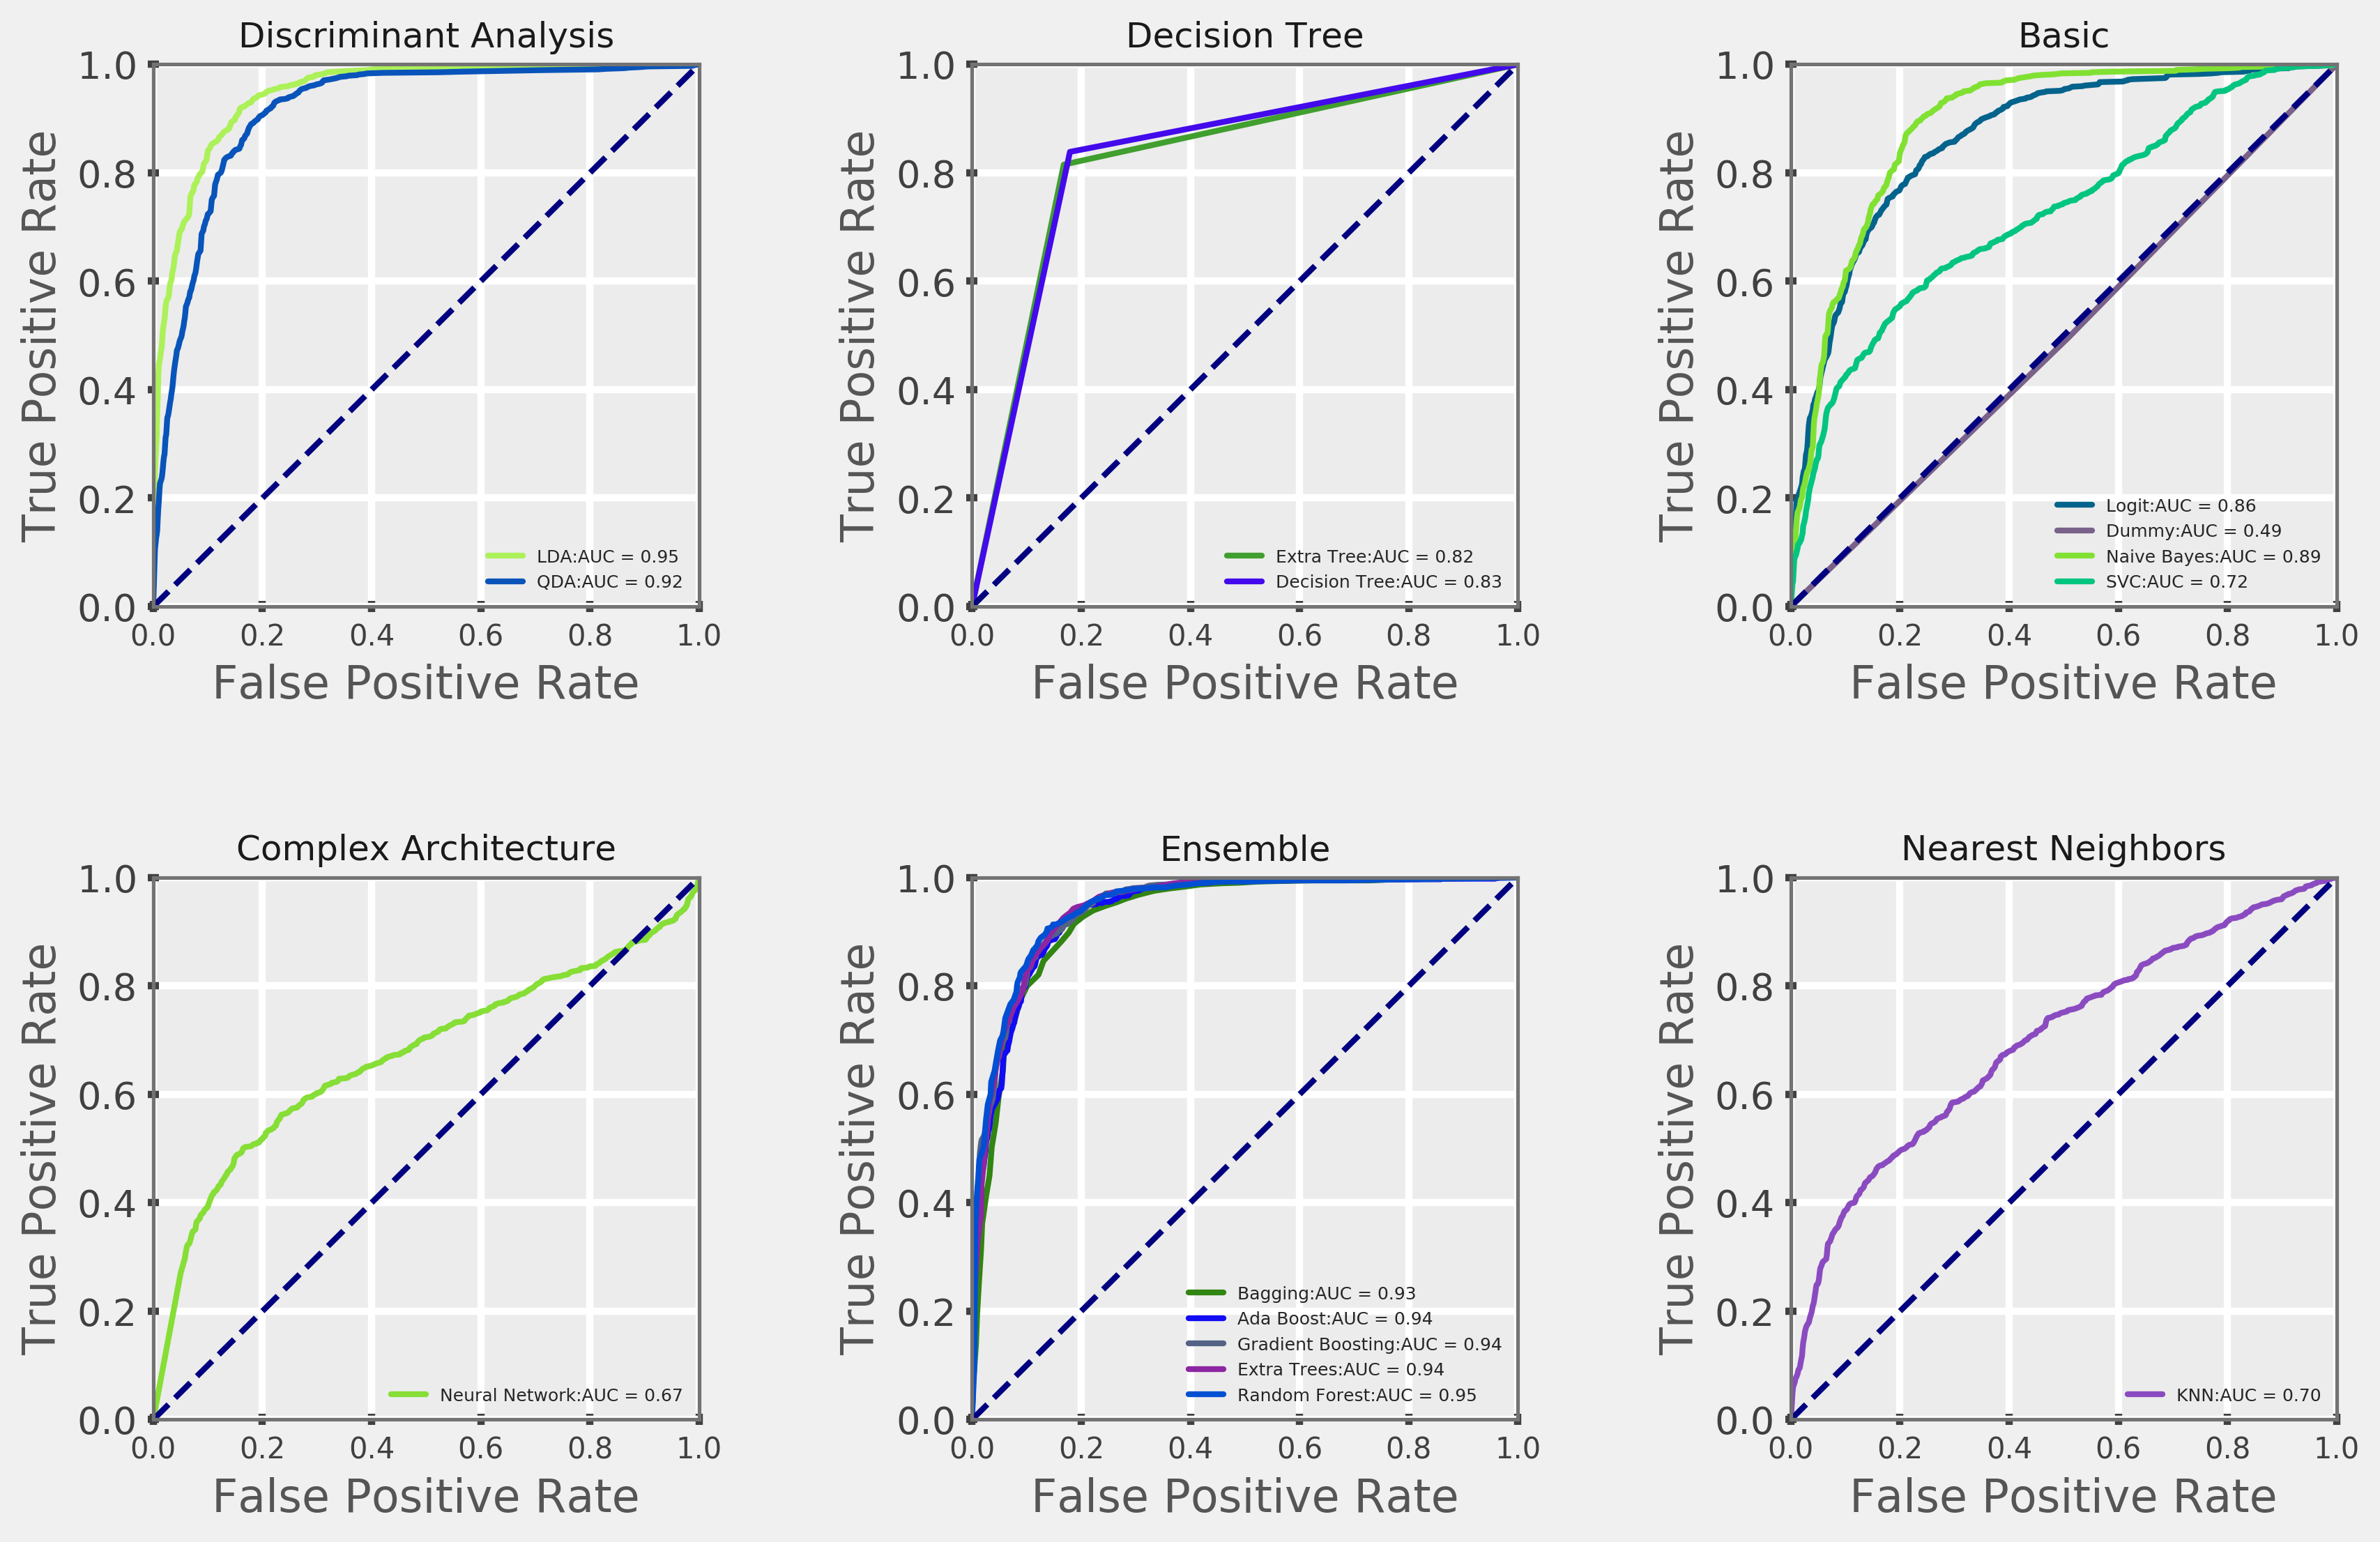 Discriminant Analysis
True Positive Rate
1.0
0.8
0.6
0.4
0.2
0.0
LDA:AUC = 0.95
QDA:AUC = 0.92
0.0 0.2 0.4 0.6 0.8 1.0
False Positive Rate
Decision Tree
True Positive Rate
1.0
0.8
0.6
0.4
0.2
0.0
Extra Tree:AUC = 0.82
Decision Tree:AUC = 0.83
0.0 0.2 0.4 0.6 0.8 1.0
False Positive Rate
Basic
True Positive Rate
1.0
0.8
0.6
0.4
0.2
0.0
Logit:AUC = 0.86
Dummy:AUC = 0.49
Naive Bayes:AUC = 0.89
SVC:AUC = 0.72
0.0 0.2 0.4 0.6 0.8 1.0
False Positive Rate
Complex Architecture
True Positive Rate
1.0
0.8
0.6
0.4
0.2
0.0
Neural Network:AUC = 0.67
0.0 0.2 0.4 0.6 0.8 1.0
False Positive Rate
Ensemble
True Positive Rate
1.0
0.8
0.6
0.4
0.2
0.0
Bagging:AUC = 0.93
Ada Boost:AUC = 0.94
Gradient Boosting:AUC = 0.94
Extra Trees:AUC = 0.94
Random Forest:AUC = 0.95
0.0 0.2 0.4 0.6 0.8 1.0
False Positive Rate
Nearest Neighbors
True Positive Rate
1.0
0.8
0.6
0.4
0.2
0.0
KNN:AUC = 0.70
0.0 0.2 0.4 0.6 0.8 1.0
False Positive Rate